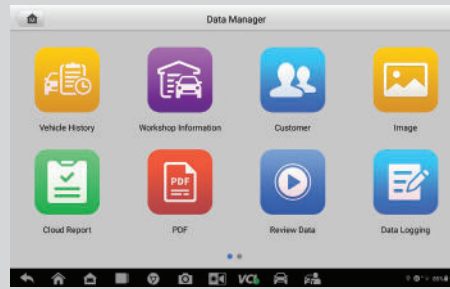 Data Manager
Vehicle History
Workshop Information
Customer
Image
PDF
Cloud Report
PDF
Review Data
Data Logging
VCI